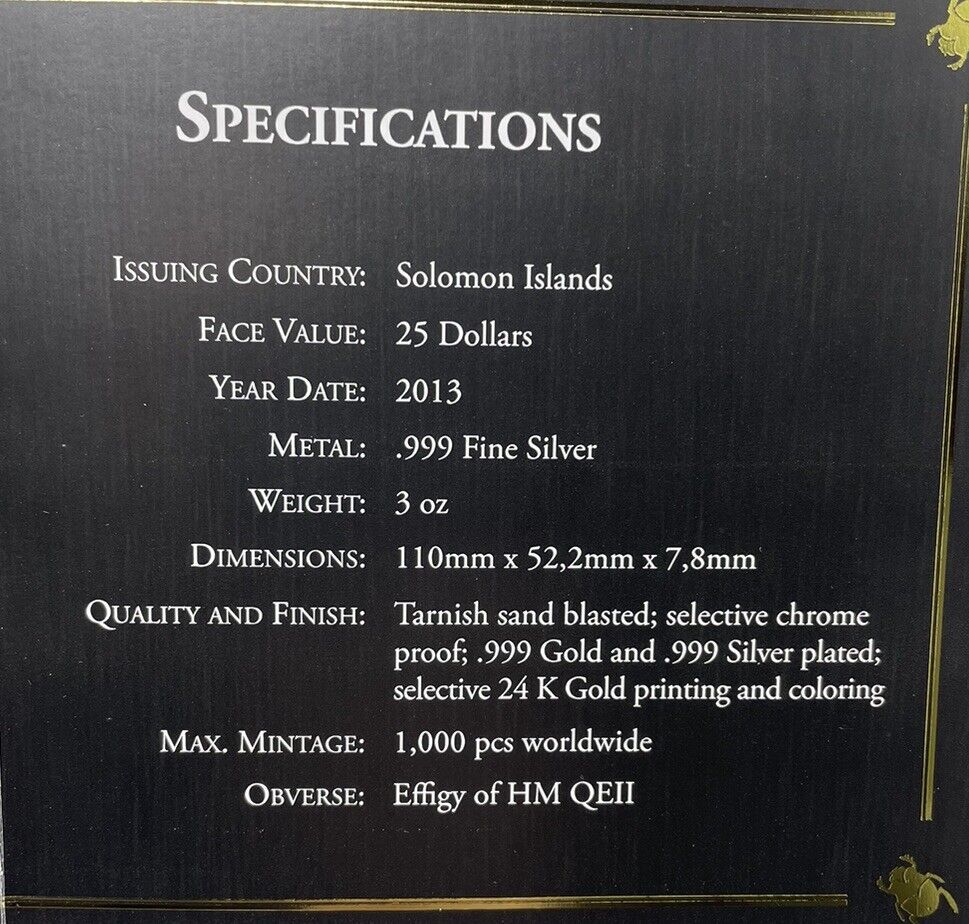 SPECIFICATIONS
ISSUING COUNTRY: Solomon Islands
FACE VALUE: 25 Dollars
YEAR DATE: 2013
METAL: .999 Fine Silver
WEIGHT: 3 oz
DIMENSIONS: 110mm x 52,2mm x 7,8mm
QUALITY AND FINISH: Tarnish sand blasted; selective chrome
proof; .999 Gold and .999 Silver plated;
selective 24 K Gold printing and coloring
MAX. MINTAGE: 1,000 pcs worldwide
OBVERSE: Effigy of HM QEII